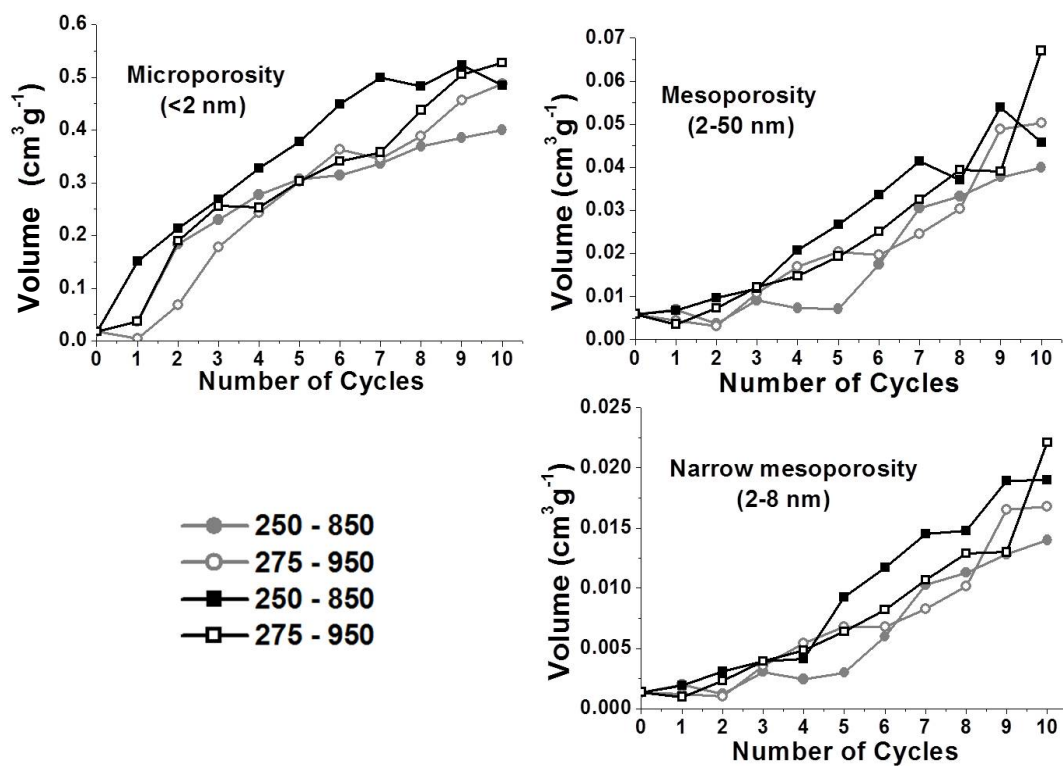 0.6
0.5
0.4
0.3
0.2
0.1
0.0
Volume (cm³g⁻¹)
Microporosity
(<2 nm)
0 1 2 3 4 5 6 7 8 9 10
Number of Cycles
0.07
0.06
0.05
0.04
0.03
0.02
0.01
0.00
Volume (cm³g⁻¹)
Mesoporosity
(2-50 nm)
0 1 2 3 4 5 6 7 8 9 10
Number of Cycles
250 - 850
275 - 950
250 - 850
275 - 950
0.025
0.020
0.015
0.010
0.005
0.000
Volume (cm³g⁻¹)
Narrow mesoporosity
(2-8 nm)
0 1 2 3 4 5 6 7 8 9 10
Number of Cycles